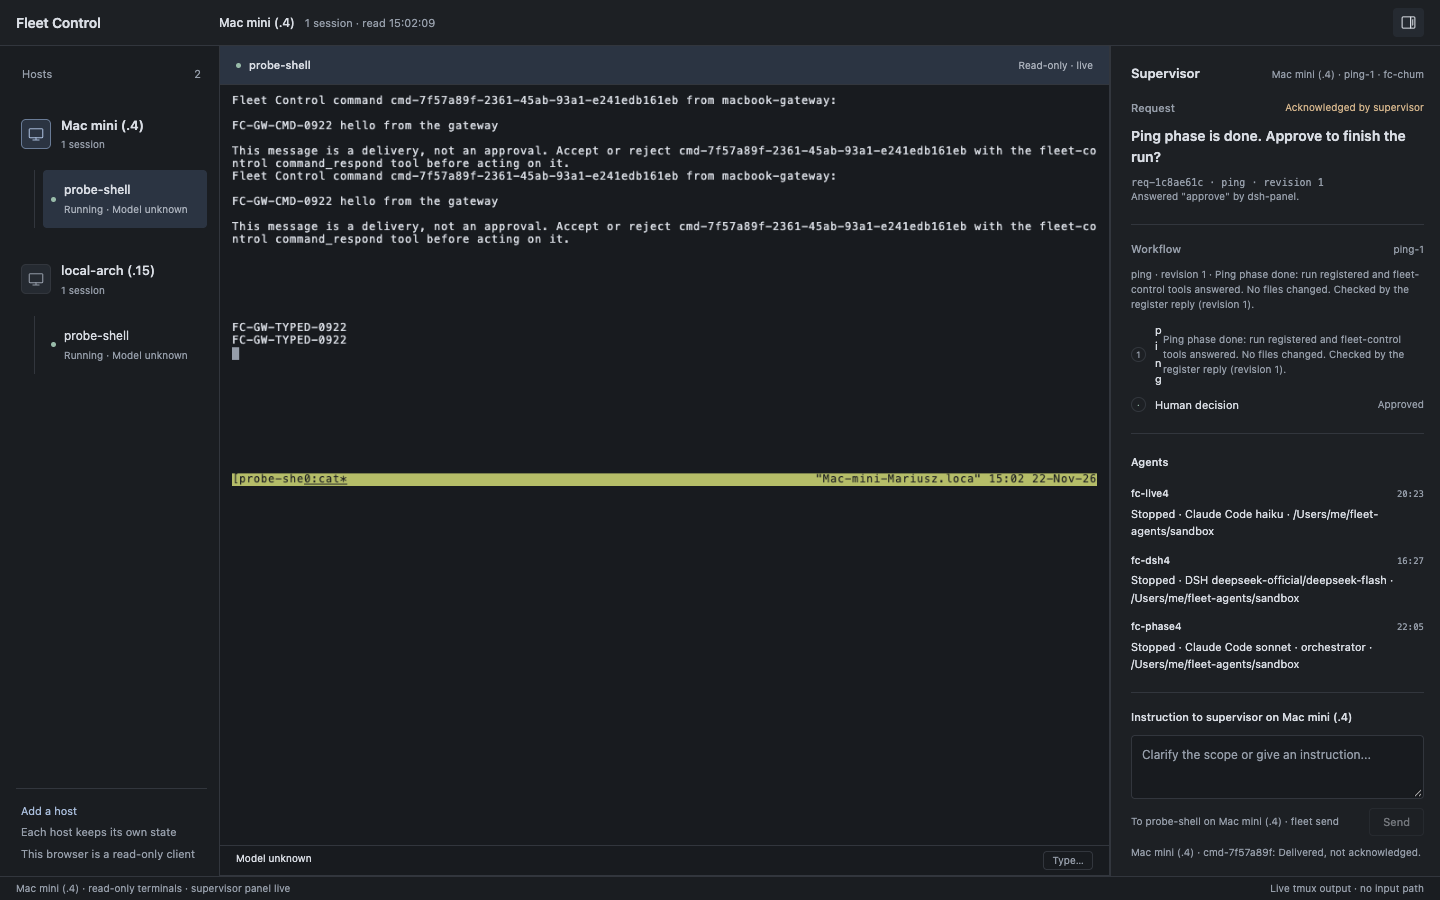 Fleet Control
Mac mini (.4) 1 session · read 15:02:09
Hosts 2
Mac mini (.4)
1 session
probe-shell
Running · Model unknown
local-arch (.15)
1 session
probe-shell
Running · Model unknown
Add a host
Each host keeps its own state
This browser is a read-only client
probe-shell Read-only · live
Fleet Control command cmd-7f57a89f-2361-45ab-93a1-e241edb161eb from macbook-gateway:
FC-GW-CMD-0922 hello from the gateway
This message is a delivery, not an approval. Accept or reject cmd-7f57a89f-2361-45ab-93a1-e241edb161eb with the fleet-co
ntrol command_respond tool before acting on it.
Fleet Control command cmd-7f57a89f-2361-45ab-93a1-e241edb161eb from macbook-gateway:
FC-GW-CMD-0922 hello from the gateway
This message is a delivery, not an approval. Accept or reject cmd-7f57a89f-2361-45ab-93a1-e241edb161eb with the fleet-co
ntrol command_respond tool before acting on it.
FC-GW-TYPED-0922
FC-GW-TYPED-0922
[probe-she0:cat* "Mac-mini-Mariusz.loca" 15:02 22-Nov-26
Model unknown Type...
Supervisor Mac mini (.4) · ping-1 · fc-chum
Request Acknowledged by supervisor
Ping phase is done. Approve to finish the
run?
req-1c8ae61c · ping · revision 1
Answered "approve" by dsh-panel.
Workflow ping-1
ping · revision 1 · Ping phase done: run registered and fleet-
control tools answered. No files changed. Checked by the
register reply (revision 1).
1 ping Ping phase done: run registered and fleet-control
tools answered. No files changed. Checked by the
register reply (revision 1).
· Human decision Approved
Agents
fc-live4 20:23
Stopped · Claude Code haiku · /Users/me/fleet-
agents/sandbox
fc-dsh4 16:27
Stopped · DSH deepseek-official/deepseek-flash ·
/Users/me/fleet-agents/sandbox
fc-phase4 22:05
Stopped · Claude Code sonnet · orchestrator ·
/Users/me/fleet-agents/sandbox
Instruction to supervisor on Mac mini (.4)
Clarify the scope or give an instruction...
To probe-shell on Mac mini (.4) · fleet send Send
Mac mini (.4) · cmd-7f57a89f: Delivered, not acknowledged.
Mac mini (.4) · read-only terminals · supervisor panel live
Live tmux output · no input path